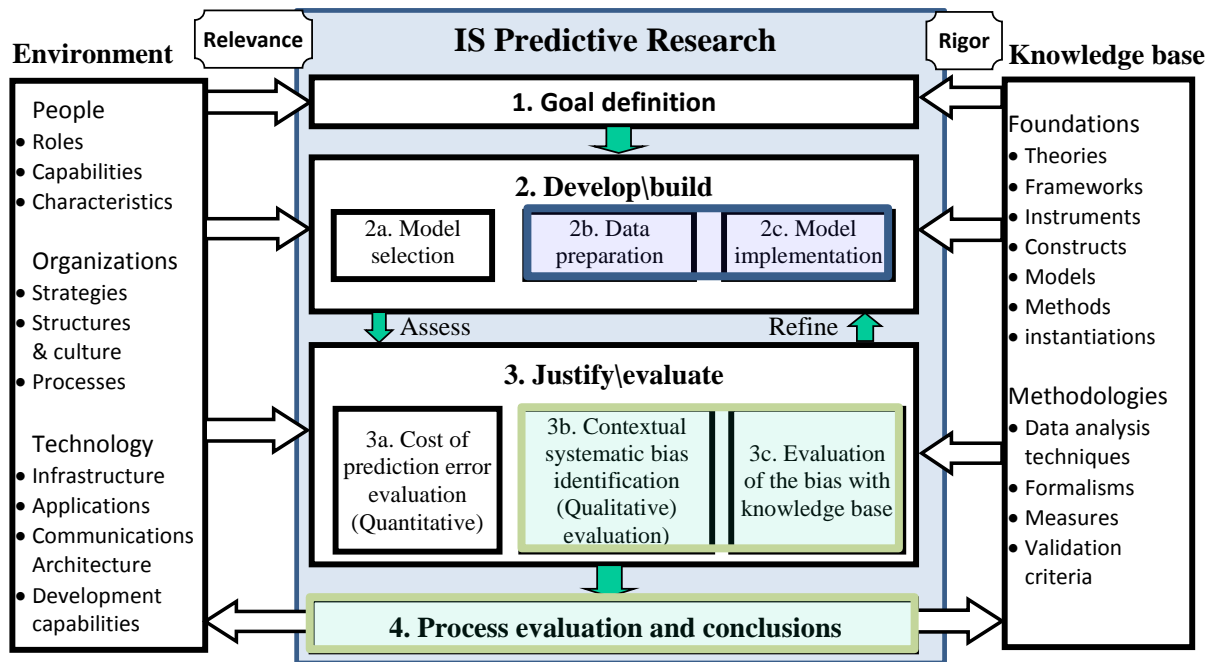 Environment
Relevance
IS Predictive Research
Rigor
Knowledge base
People
• Roles
• Capabilities
• Characteristics
Organizations
• Strategies
• Structures
& culture
• Processes
Technology
• Infrastructure
• Applications
• Communications
Architecture
• Development
capabilities
1. Goal definition
2. Develop\build
2a. Model
selection
2b. Data
preparation
2c. Model
implementation
Assess
Refine
3. Justify\evaluate
3a. Cost of
prediction error
evaluation
(Quantitative)
3b. Contextual
systematic bias
identification
(Qualitative)
evaluation)
3c. Evaluation
of the bias with
knowledge base
4. Process evaluation and conclusions
Foundations
• Theories
• Frameworks
• Instruments
• Constructs
• Models
• Methods
• instantiations
Methodologies
• Data analysis
techniques
• Formalisms
• Measures
• Validation
criteria